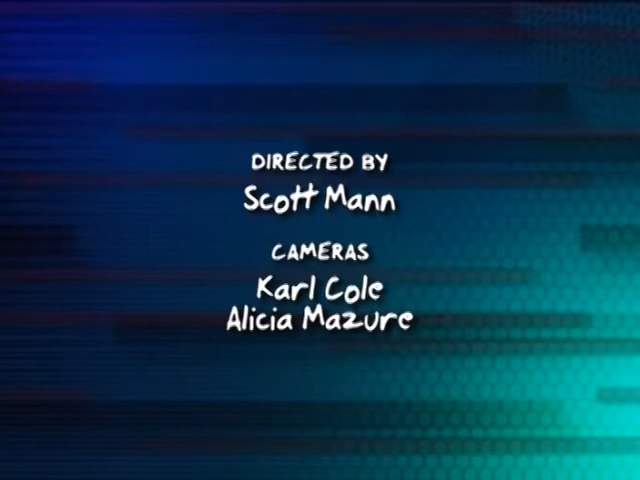 DIRECTED BY
Scott Mann
CAMERAS
Karl Cole
Alicia Mazure